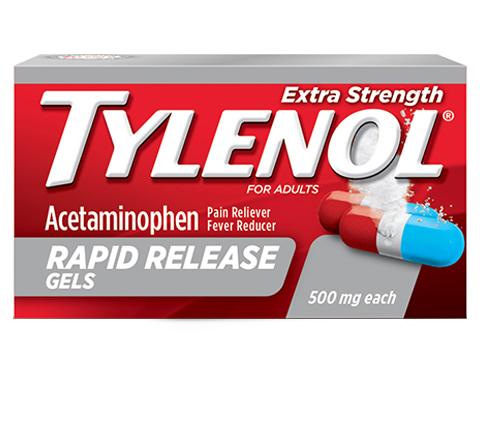 Extra Strength
TYLENOL®
FOR ADULTS
Acetaminophen Pain Reliever
Fever Reducer
RAPID RELEASE
GELS
500 mg each